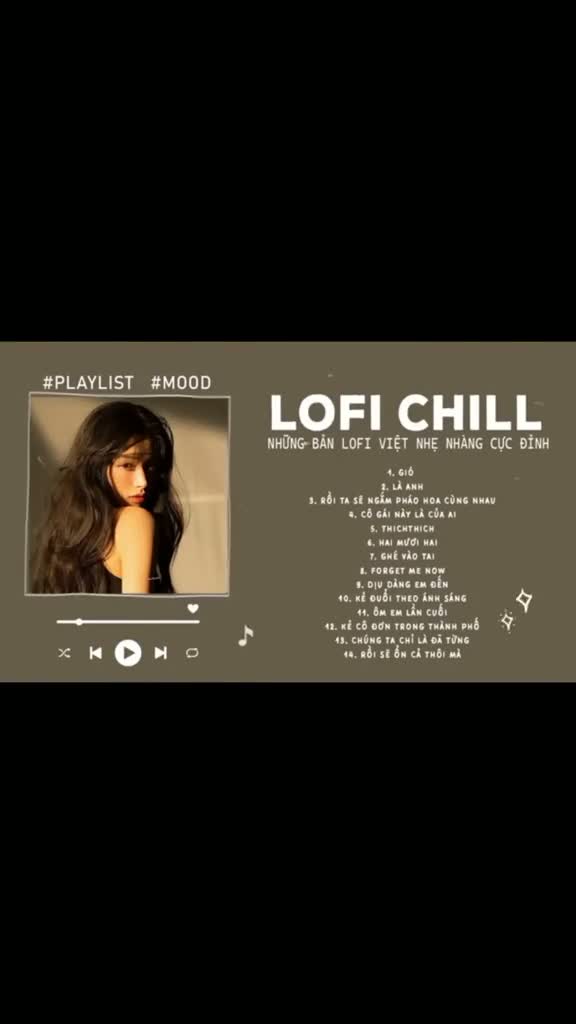 #PLAYLIST #MOOD
LOFI CHILL
NHỮNG BẢN LOFI VIỆT NHẸ NHÀNG CỰC ĐỈNH
1. GIÓ
2. LÀ ANH
3. RỒI TA SẼ NGẮM PHÁO HOA CÙNG NHAU
4. CÔ GÁI NÀY LÀ CỦA AI
5. THICHTHICH
6. HAI MƯƠI HAI
7. GHÉ VÀO TAI
8. FORGET ME NOW
9. DỊU DÀNG EM ĐẾN
10. KẺ ĐUỔI THEO ÁNH SÁNG
11. ÔM EM LẦN CUỐI
12. KẺ CÔ ĐƠN TRONG THÀNH PHỐ
13. CHÚNG TA CHỈ LÀ ĐÃ TỪNG
14. RỒI SẼ ỔN CẢ THÔI MÀ